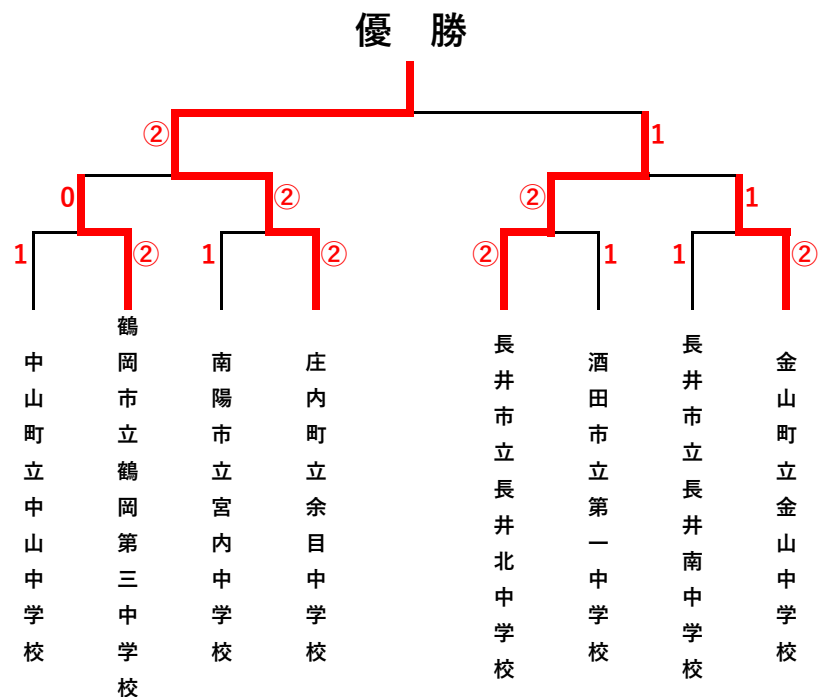 優　勝
② 1
0 ② ② 1
1 ② 1 ② ② 1 1 ②
中山町立中山中学校
鶴岡市立鶴岡第三中学校
南陽市立宮内中学校
庄内町立余目中学校
長井市立長井北中学校
酒田市立第一中学校
長井市立長井南中学校
金山町立金山中学校